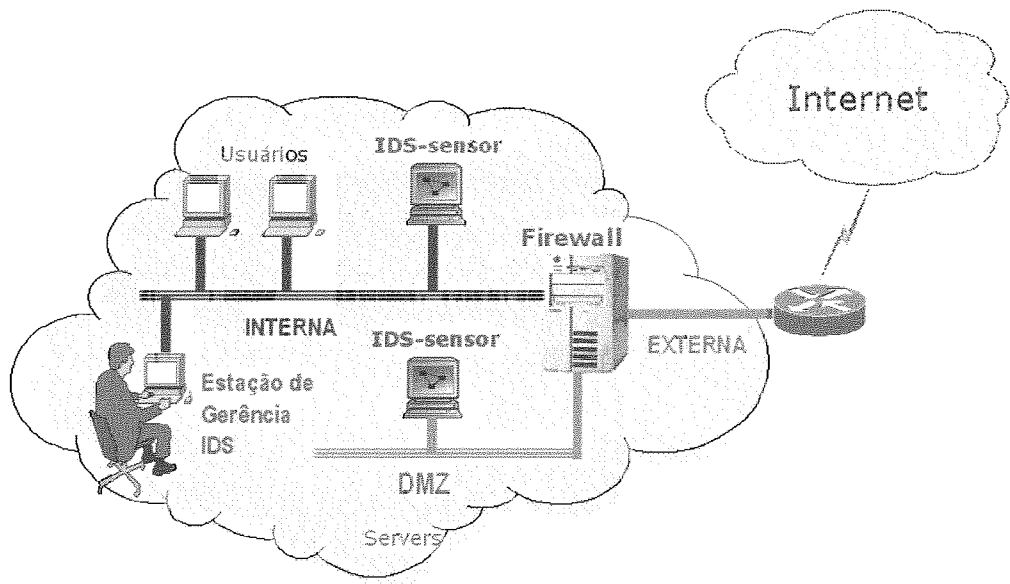 Internet
Usuários
IDS-sensor
Firewall
INTERNA
IDS-sensor
EXTERNA
Estação de
Gerência
IDS
DMZ
Servers